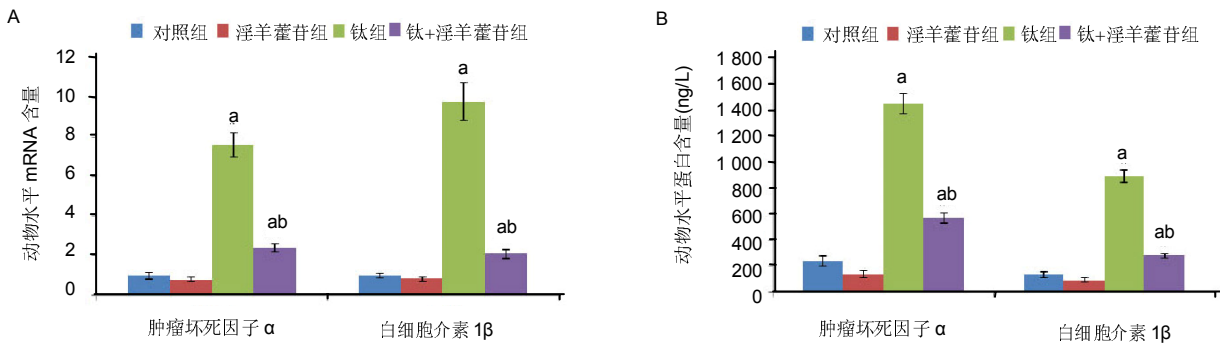 A
对照组 淫羊藿苷组 钛组 钛+淫羊藿苷组
动物水平 mRNA 含量
12
10
8
6
4
2
0
a
ab
a
ab
肿瘤坏死因子 α 白细胞介素 1β
B
对照组 淫羊藿苷组 钛组 钛+淫羊藿苷组
动物水平蛋白含量(ng/L)
1 800
1 600
1 400
1 200
1 000
800
600
400
200
0
a
ab
a
ab
肿瘤坏死因子 α 白细胞介素 1β